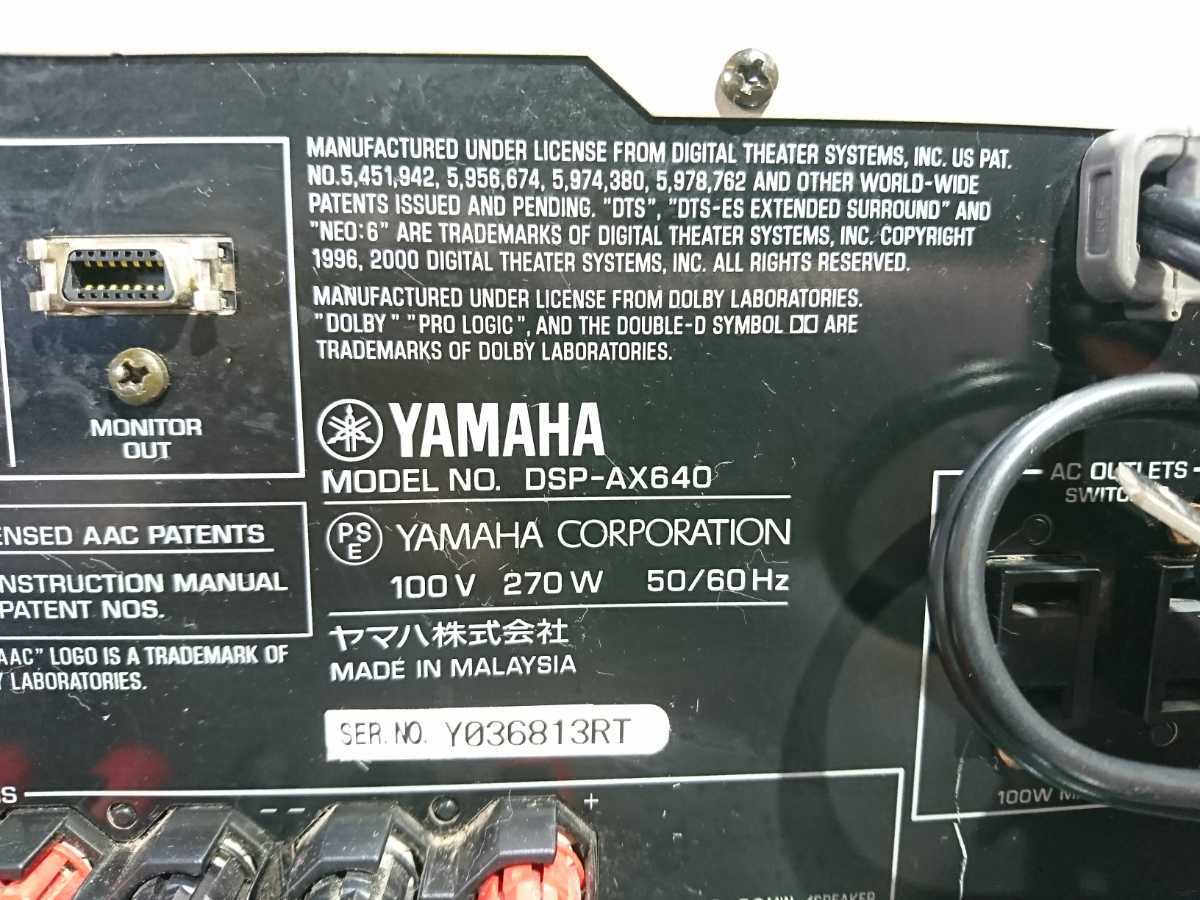 MANUFACTURED UNDER LICENSE FROM DIGITAL THEATER SYSTEMS, INC. US PAT.
NO.5,451,942, 5,956,674, 5,974,380, 5,978,762 AND OTHER WORLD-WIDE
PATENTS ISSUED AND PENDING. "DTS", "DTS-ES EXTENDED SURROUND" AND
"NEO:6" ARE TRADEMARKS OF DIGITAL THEATER SYSTEMS, INC. COPYRIGHT
1996, 2000 DIGITAL THEATER SYSTEMS, INC. ALL RIGHTS RESERVED.
MANUFACTURED UNDER LICENSE FROM DOLBY LABORATORIES.
"DOLBY" "PRO LOGIC", AND THE DOUBLE-D SYMBOL ARE
TRADEMARKS OF DOLBY LABORATORIES.
MONITOR
OUT
YAMAHA
MODEL NO. DSP-AX640
PSE YAMAHA CORPORATION
100V 270W 50/60Hz
ヤマハ株式会社
MADE IN MALAYSIA
SER. NO. Y036813RT
ENSED AAC PATENTS
NSTRUCTION MANUAL
PATENT NOS.
AAC" LOGO IS A TRADEMARK OF
LABORATORIES.
AC OUTLETS
100W
- -
+